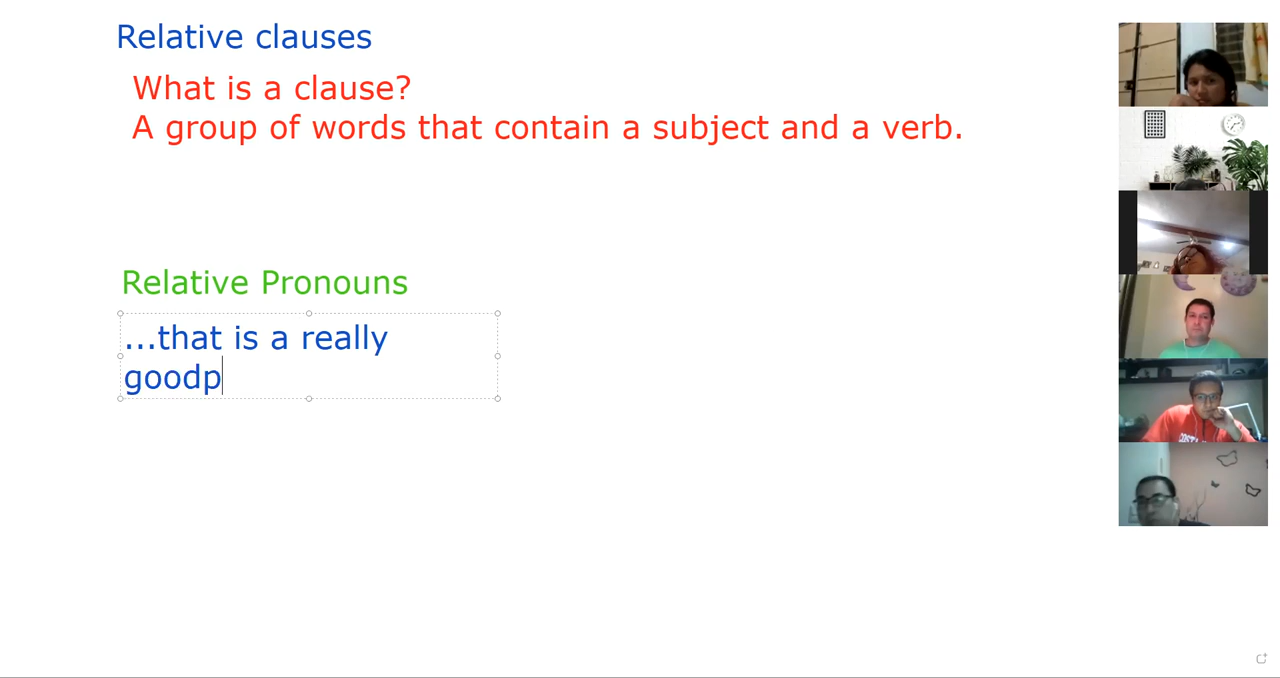 Relative clauses
What is a clause?
A group of words that contain a subject and a verb.
Relative Pronouns
...that is a really
goodp